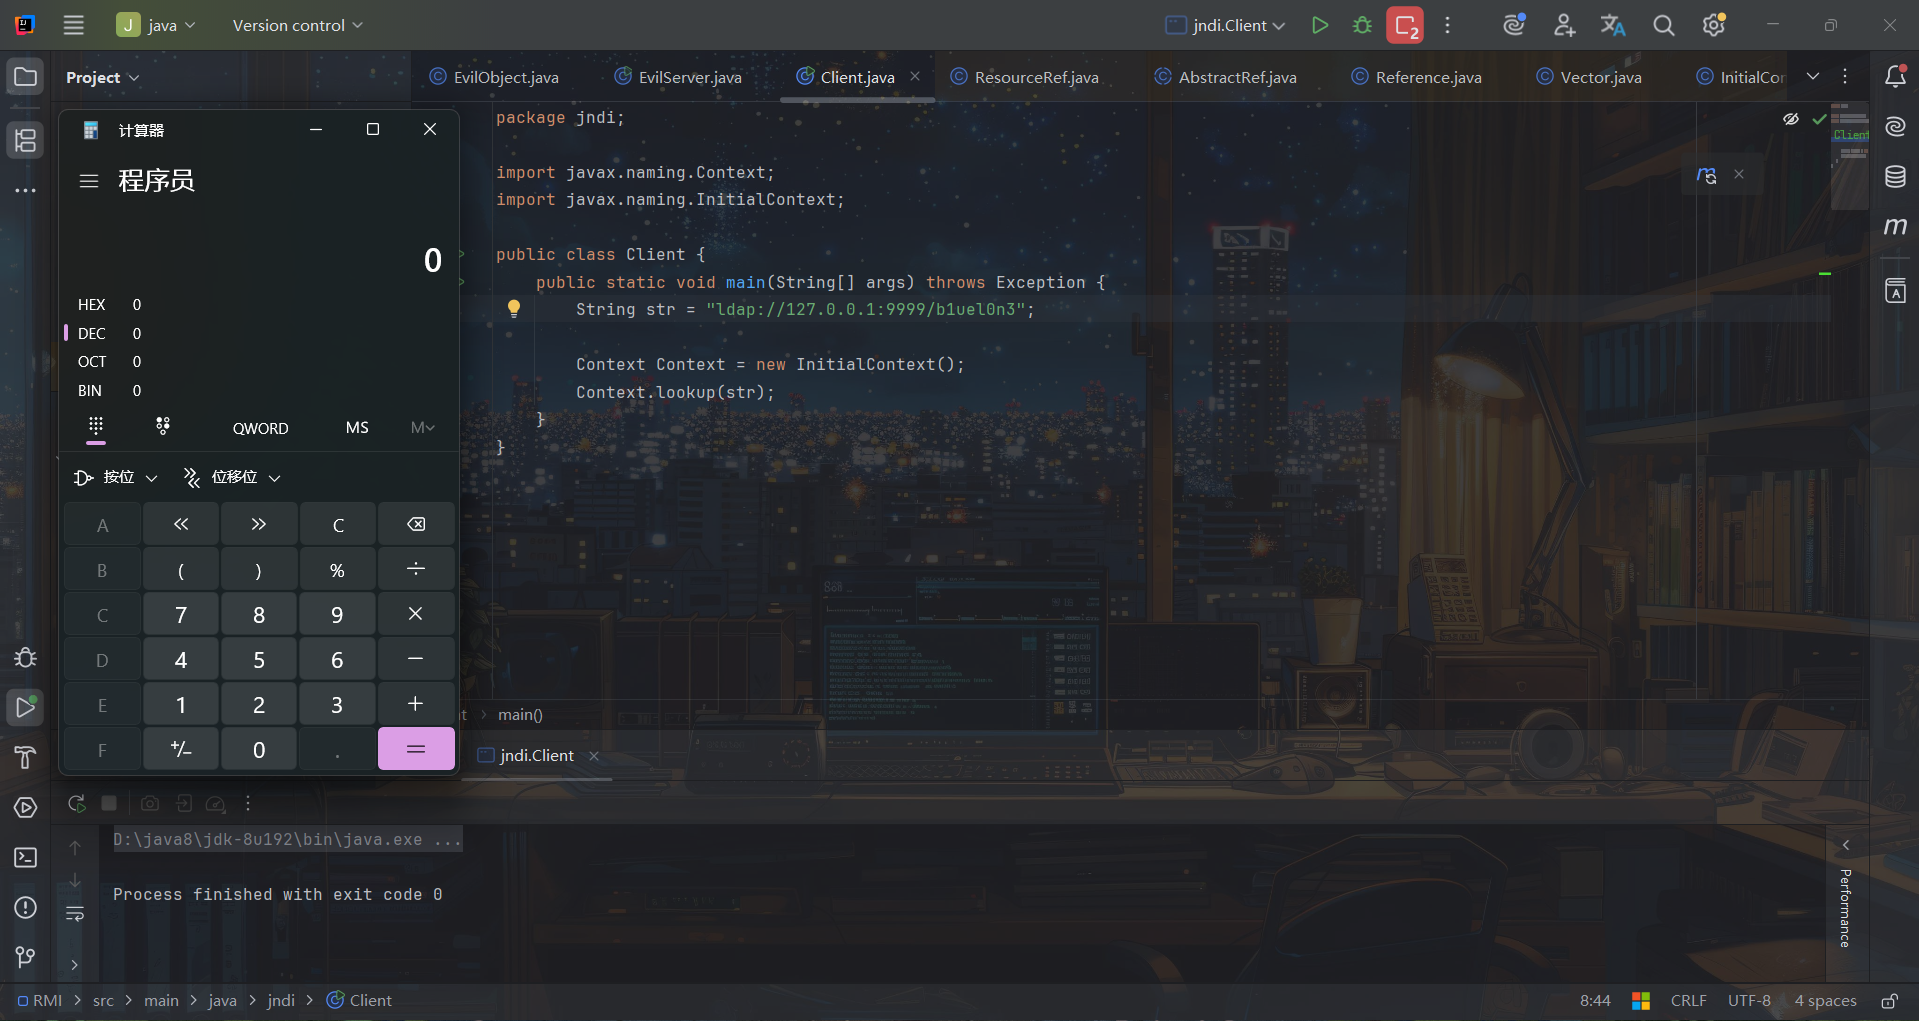 J java Version control jndi.Client 2
Project
EvilObject.java EvilServer.java Client.java ResourceRef.java AbstractRef.java Reference.java Vector.java InitialCon
计算器
程序员
0
HEX 0
DEC 0
OCT 0
BIN 0
QWORD MS M
按位 位移位
A « » C
B ( ) % ÷
C 7 8 9 ×
D 4 5 6 −
E 1 2 3 +
F +/− 0 . =
package jndi;
import javax.naming.Context;
import javax.naming.InitialContext;
public class Client {
public static void main(String[] args) throws Exception {
String str = "ldap://127.0.0.1:9999/b1uel0n3";
Context Context = new InitialContext();
Context.lookup(str);
}
}
Client
m
m
A
t > main()
jndi.Client
D:\java8\jdk-8u192\bin\java.exe ...
Process finished with exit code 0
Performance
RMI > src > main > java > jndi > Client
8:44 CRLF UTF-8 4 spaces